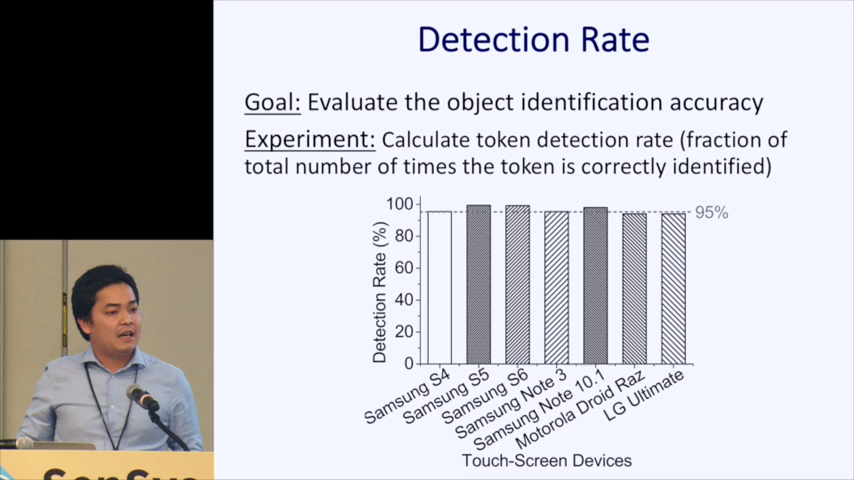 Detection Rate
Goal: Evaluate the object identification accuracy
Experiment: Calculate token detection rate (fraction of
total number of times the token is correctly identified)
Detection Rate (%)
100
80
60
40
20
0
95%
Samsung S4
Samsung S5
Samsung S6
Samsung Note 3
Samsung Note 10.1
Motorola Droid Raz
LG Ultimate
Touch-Screen Devices